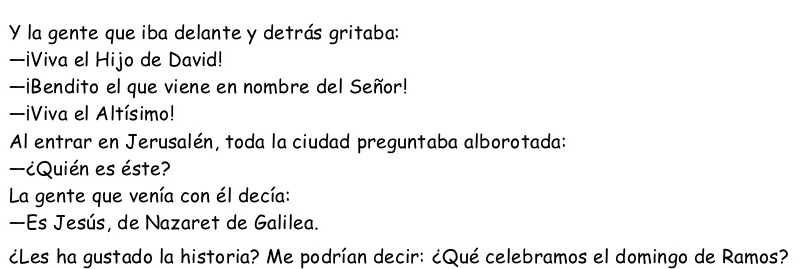 Y la gente que iba delante y detrás gritaba:
—¡Viva el Hijo de David!
—¡Bendito el que viene en nombre del Señor!
—¡Viva el Altísimo!
Al entrar en Jerusalén, toda la ciudad preguntaba alborotada:
—¿Quién es éste?
La gente que venía con él decía:
—Es Jesús, de Nazaret de Galilea.
¿Les ha gustado la historia? Me podrían decir: ¿Qué celebramos el domingo de Ramos?